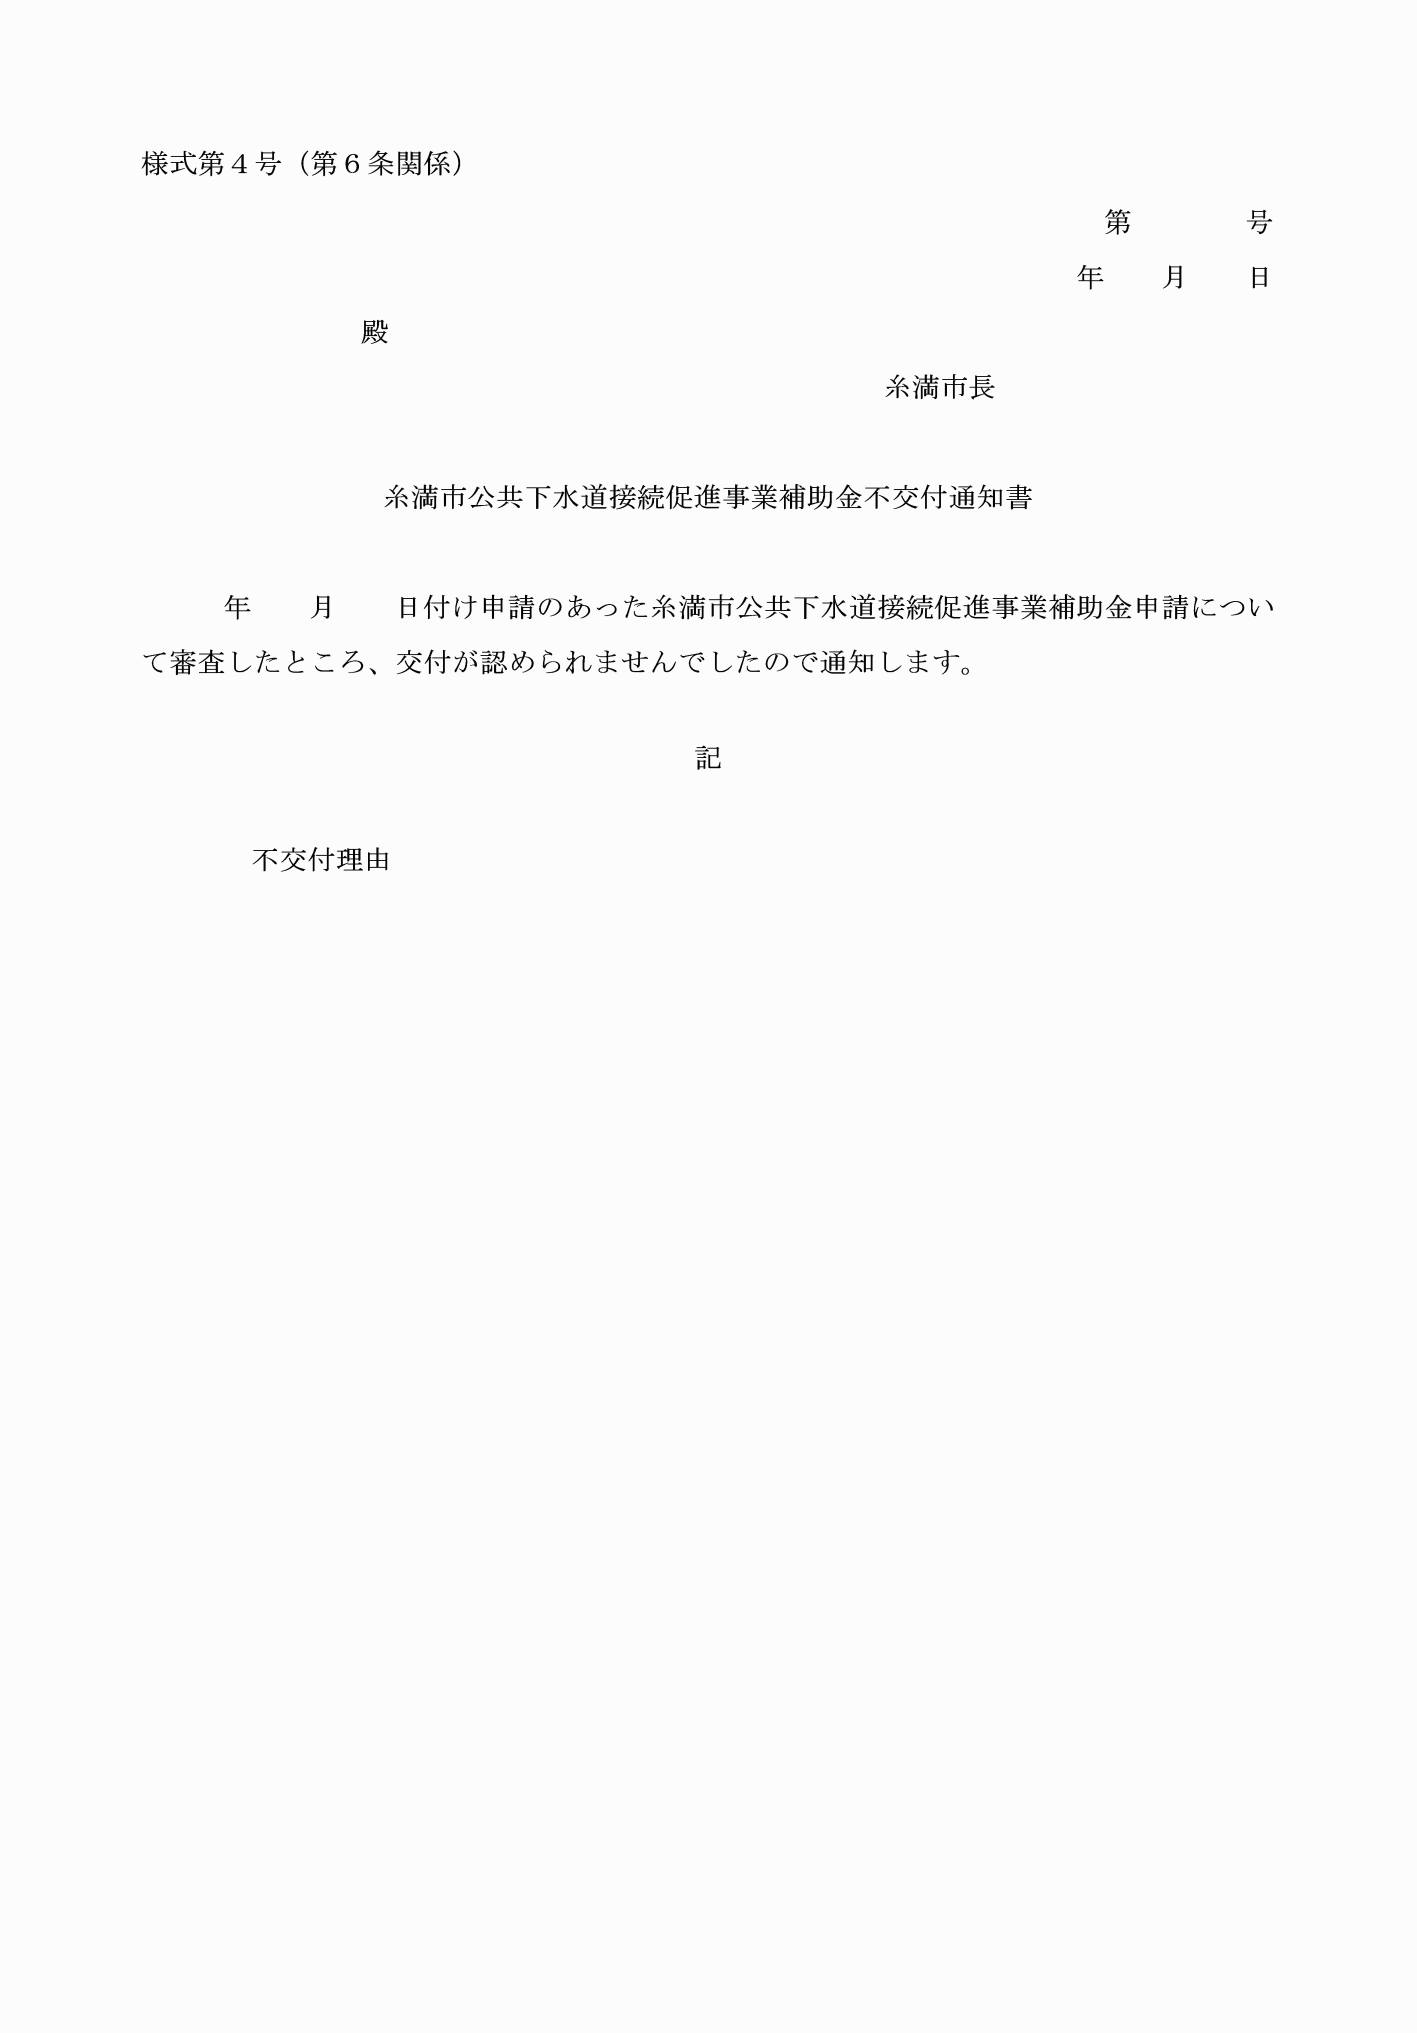 様式第４号（第６条関係）
第　　　　号
年　　月　　日
殿
糸満市長
糸満市公共下水道接続促進事業補助金不交付通知書
年　　月　　日付け申請のあった糸満市公共下水道接続促進事業補助金申請につい
て審査したところ、交付が認められませんでしたので通知します。
記
不交付理由